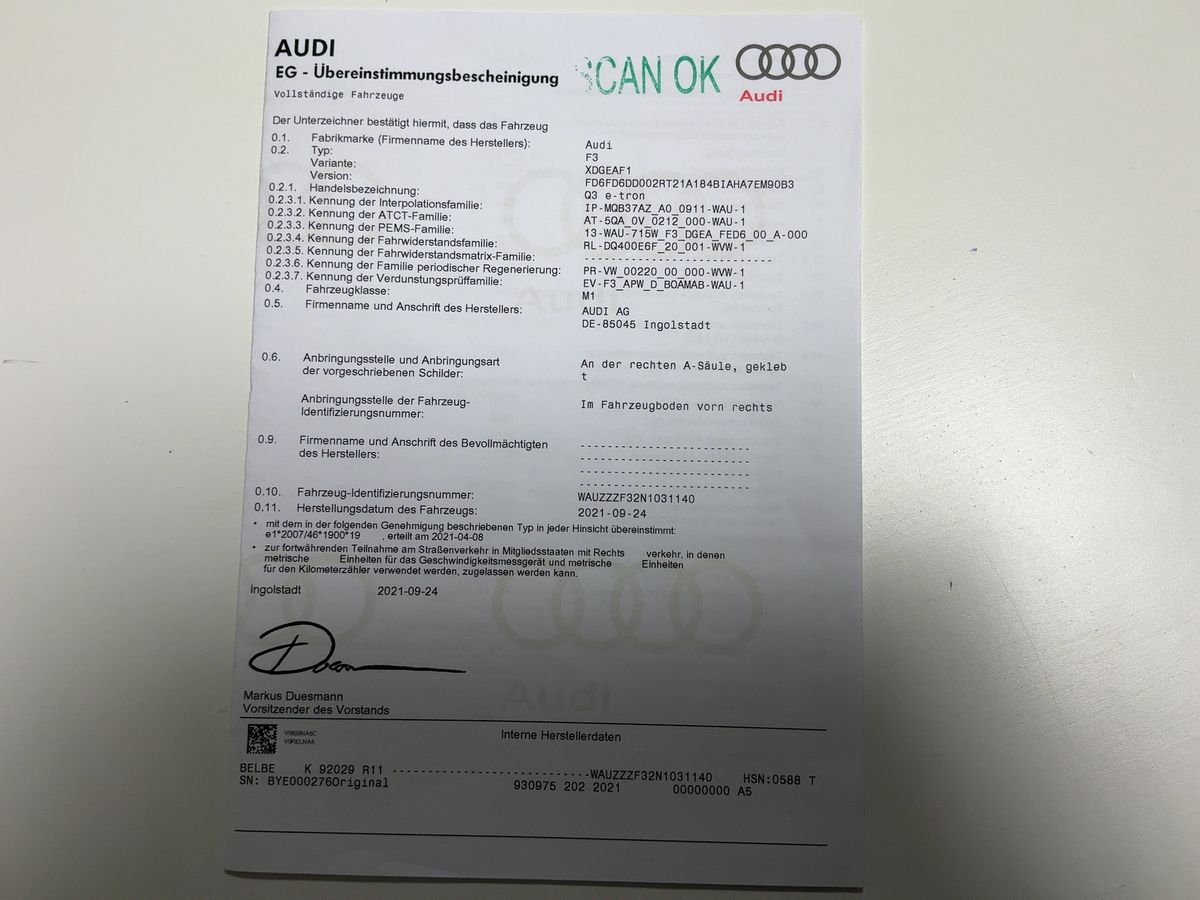 AUDI
EG - Übereinstimmungsbescheinigung
Vollständige Fahrzeuge
CAN OK
Audi
Der Unterzeichner bestätigt hiermit, dass das Fahrzeug
0.1. Fabrikmarke (Firmenname des Herstellers): Audi
0.2. Typ: F3
Variante: XDGEAF1
Version: FD6FD6DD002RT21A184BIAHA7EM90B3
0.2.1. Handelsbezeichnung: Q3 e-tron
0.2.3.1. Kennung der Interpolationsfamilie: IP-MQB37AZ_A0_0911-WAU-1
0.2.3.2. Kennung der ATCT-Familie: AT-5QA_0V_0212_000-WAU-1
0.2.3.3. Kennung der PEMS-Familie: 13-WAU-715W_F3_DGEA_FED6_00_A-000
0.2.3.4. Kennung der Fahrwiderstandsfamilie: RL-DQ400E6F_20_001-WVW-1
0.2.3.5. Kennung der Fahrwiderstandsmatrix-Familie: --------------------------
0.2.3.6. Kennung der Familie periodischer Regenerierung: PR-VW_00220_00_000-WVW-1
0.2.3.7. Kennung der Verdunstungsprüffamilie: EV-F3_APW_D_BOAMAB-WAU-1
0.4. Fahrzeugklasse: M1
0.5. Firmenname und Anschrift des Herstellers: AUDI AG
DE-85045 Ingolstadt
0.6. Anbringungsstelle und Anbringungsart An der rechten A-Säule, gekleb
der vorgeschriebenen Schilder: t
Anbringungsstelle der Fahrzeug- Im Fahrzeugboden vorn rechts
Identifizierungsnummer:
0.9. Firmenname und Anschrift des Bevollmächtigten
des Herstellers:
0.10. Fahrzeug-Identifizierungsnummer: WAUZZZF32N1031140
0.11. Herstellungsdatum des Fahrzeugs: 2021-09-24
• mit dem in der folgenden Genehmigung beschriebenen Typ in jeder Hinsicht übereinstimmt:
e1*2007/46*1900*19 , erteilt am 2021-04-08
• zur fortwährenden Teilnahme am Straßenverkehr in Mitgliedsstaaten mit Rechts verkehr, in denen
metrische Einheiten für das Geschwindigkeitsmessgerät und metrische Einheiten
für den Kilometerzähler verwendet werden, zugelassen werden kann.
Ingolstadt 2021-09-24
Markus Duesmann
Vorsitzender des Vorstands
Interne Herstellerdaten
BELBE K 92029 R11 --------------------------WAUZZZF32N1031140 HSN:0588 T
SN: BYE000276Original 930975 202 2021 00000000 A5